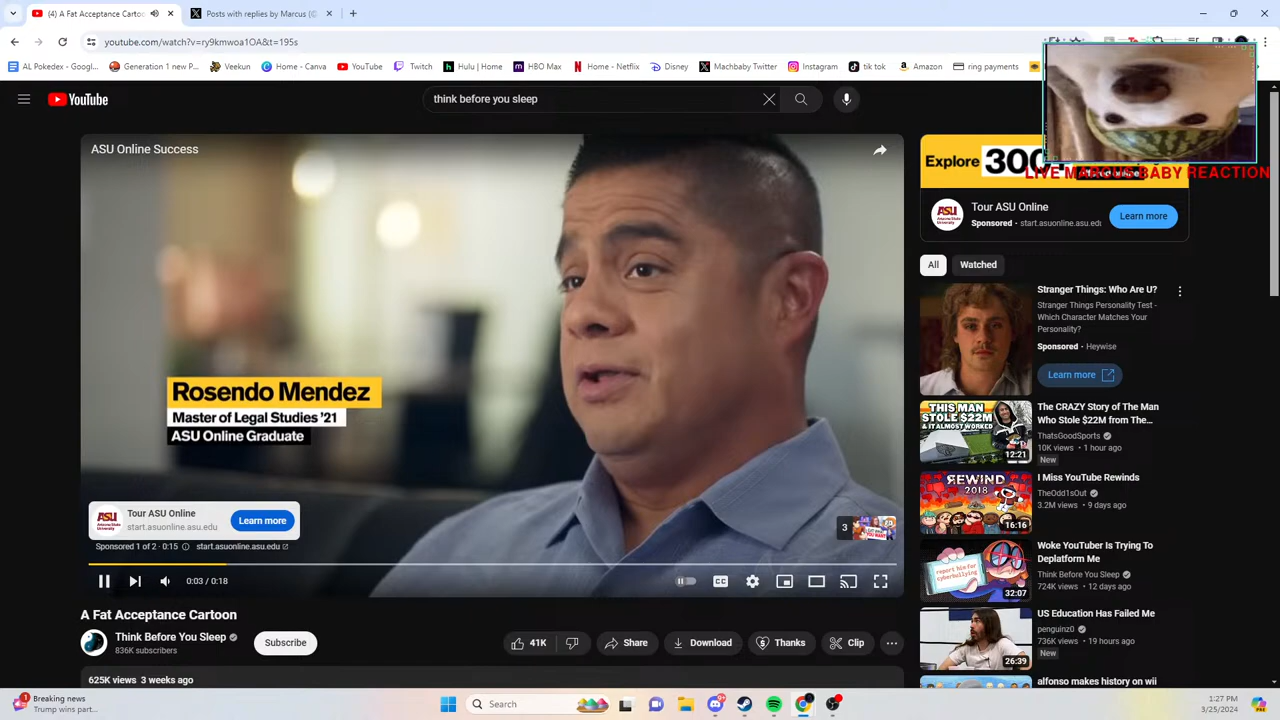 (4) A Fat Acceptance Cartoo
Posts with replies by Marcus (@
youtube.com/watch?v=ry9kmwoa1OA&t=195s
AL Pokedex - Googl...
Generation 1 new P...
Veekun
Home - Canva
YouTube
Twitch
Hulu | Home
HBO Max
Home - Netflix
Disney
Machbaby Twitter
Instagram
tik tok
Amazon
ring payments
YouTube
think before you sleep
ASU Online Success
Rosendo Mendez
Master of Legal Studies '21
ASU Online Graduate
ASU
Tour ASU Online
start.asuonline.asu.edu
Learn more
Sponsored 1 of 2 · 0:15
start.asuonline.asu.edu
3
0:03 / 0:18
CC
A Fat Acceptance Cartoon
Think Before You Sleep
836K subscribers
Subscribe
41K
Share
Download
Thanks
Clip
625K views 3 weeks ago
Explore 300+
LIVE MARCUS BABY REACTION
ASU
Tour ASU Online
Sponsored · start.asuonline.asu.edu
Learn more
All
Watched
Stranger Things: Who Are U?
Stranger Things Personality Test -
Which Character Matches Your
Personality?
Sponsored · Heywise
Learn more
THIS MAN
STOLE $22M
& IT ALMOST WORKED
12:21
The CRAZY Story of The Man
Who Stole $22M from The...
ThatsGoodSports
10K views · 1 hour ago
New
REWIND
2018
16:16
I Miss YouTube Rewinds
TheOdd1sOut
3.2M views · 9 days ago
report him for
cyberbullying
32:07
Woke YouTuber Is Trying To
Deplatform Me
Think Before You Sleep
724K views · 12 days ago
26:39
US Education Has Failed Me
penguinz0
736K views · 19 hours ago
New
alfonso makes history on wii
1
Breaking news
Trump wins part...
Search
1:27 PM
3/25/2024